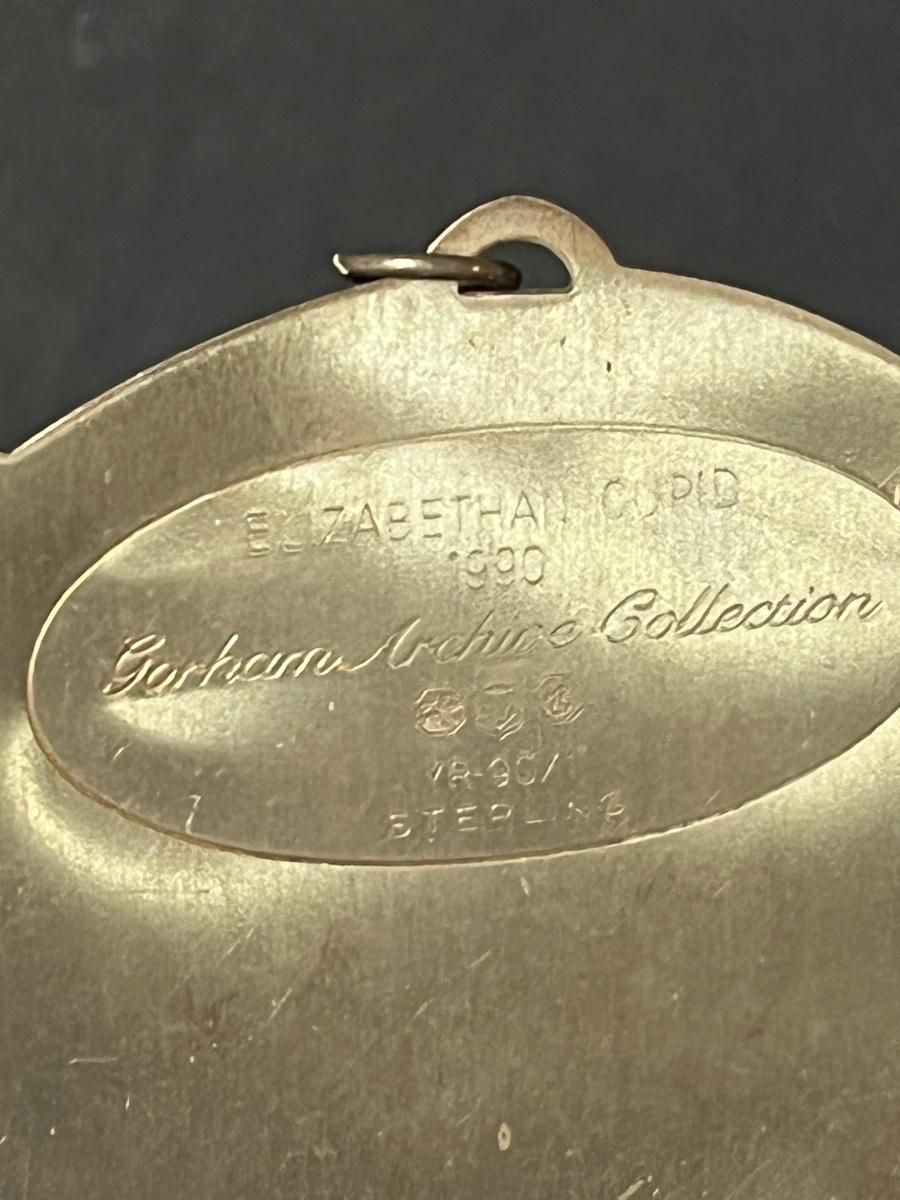 ELIZABETHAN CUPID
1990
Gorham Archive Collection
YR-90/1
STERLING